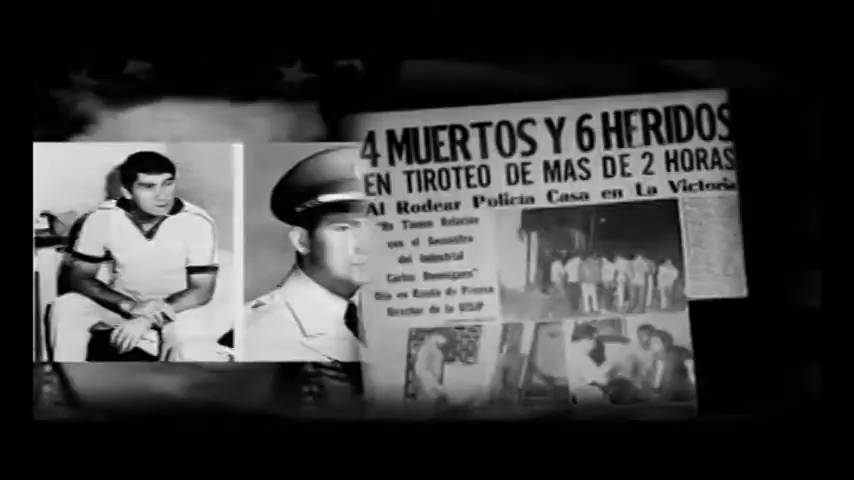 4 MUERTOS Y 6 HERIDOS
EN TIROTEO DE MAS DE 2 HORAS
Al Rodear Policía Casa en La Victoria
"No Tienen Relación
con el Secuestro
del Industrial
Carlos Domínguez"
Dijo en Rueda de Prensa
Director de la